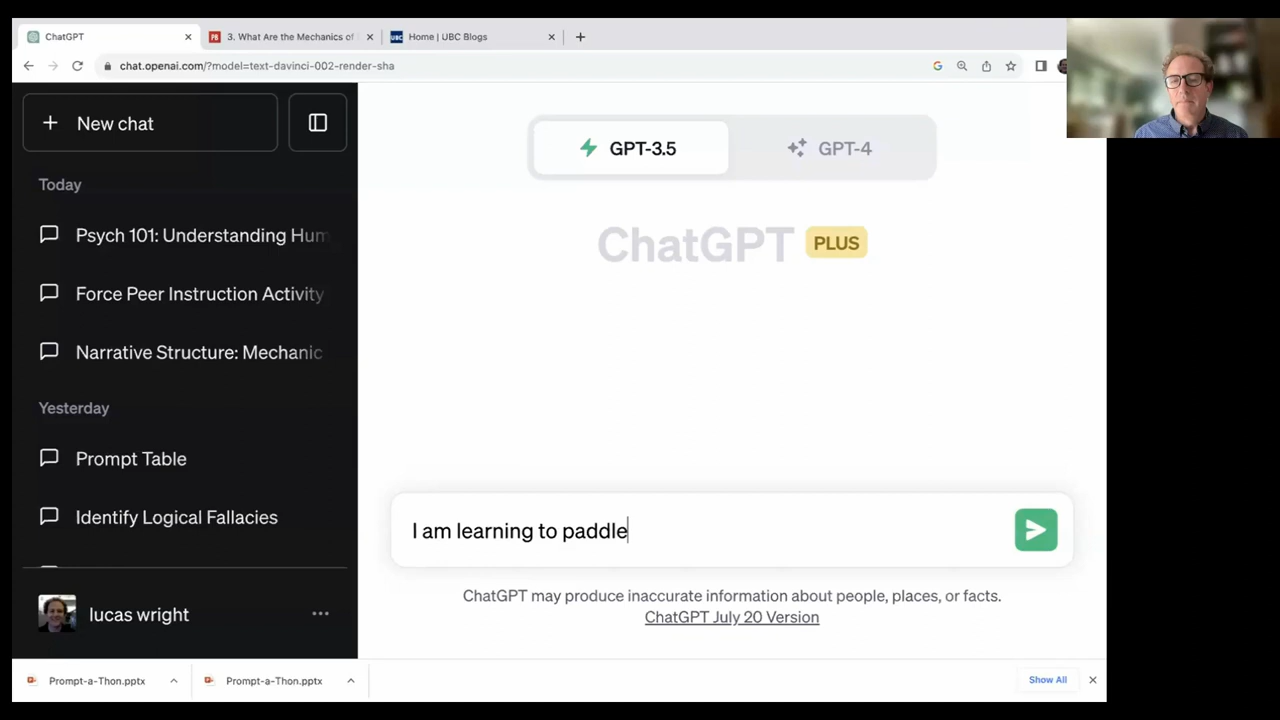 ChatGPT
3. What Are the Mechanics of
Home | UBC Blogs
chat.openai.com/?model=text-davinci-002-render-sha
New chat
GPT-3.5
GPT-4
Today
Psych 101: Understanding Hum
ChatGPT PLUS
Force Peer Instruction Activity
Narrative Structure: Mechanic
Yesterday
Prompt Table
Identify Logical Fallacies
I am learning to paddle
ChatGPT may produce inaccurate information about people, places, or facts.
ChatGPT July 20 Version
lucas wright
Prompt-a-Thon.pptx
Prompt-a-Thon.pptx
Show All